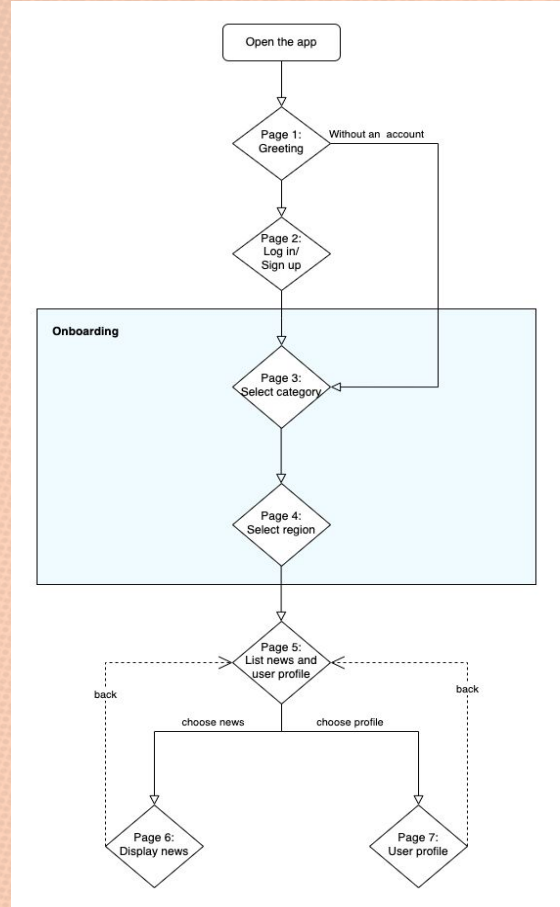 Open the app
Page 1:
Greeting
Without an account
Page 2:
Log in/
Sign up
Onboarding
Page 3:
Select category
Page 4:
Select region
Page 5:
List news and
user profile
back
back
choose news
choose profile
Page 6:
Display news
Page 7:
User profile